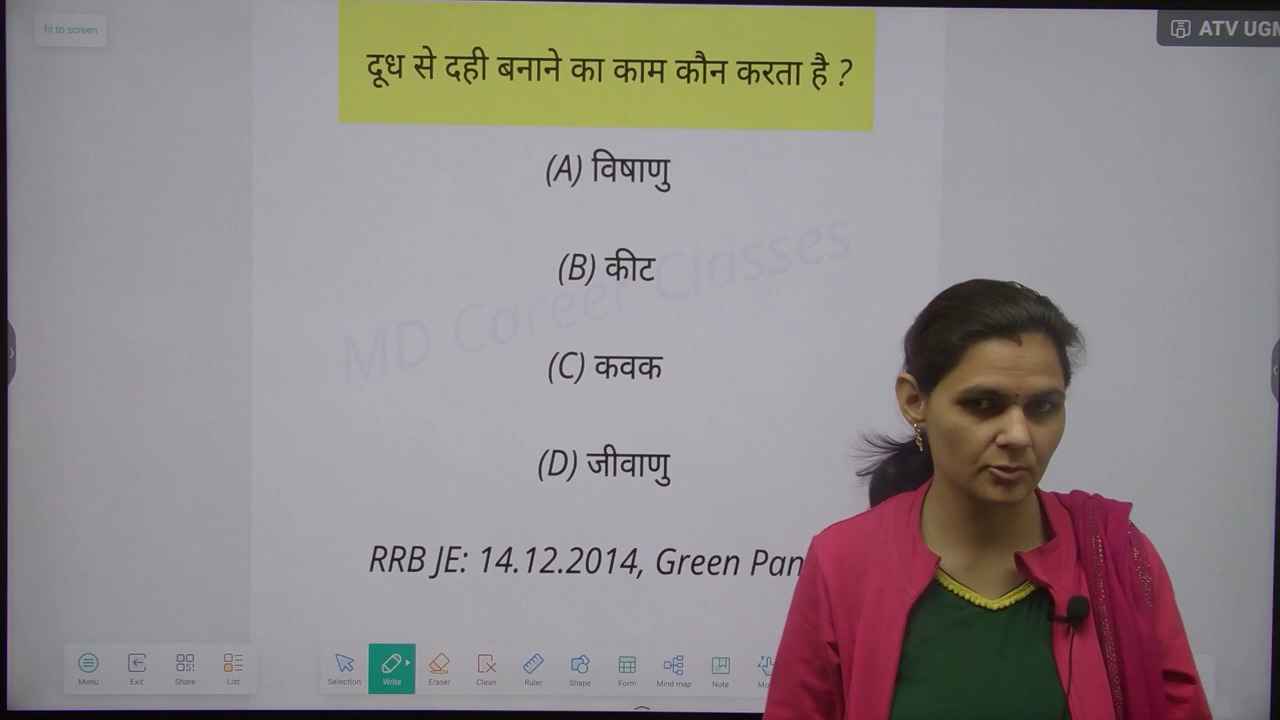 fit to screen
ATV UGM
दूध से दही बनाने का काम कौन करता है ?
(A) विषाणु
(B) कीट
(C) कवक
(D) जीवाणु
MD Career Classes
RRB JE: 14.12.2014, Green Pan
Menu Exit Share List Selection Write Eraser Clean Ruler Shape Form Mind map Note